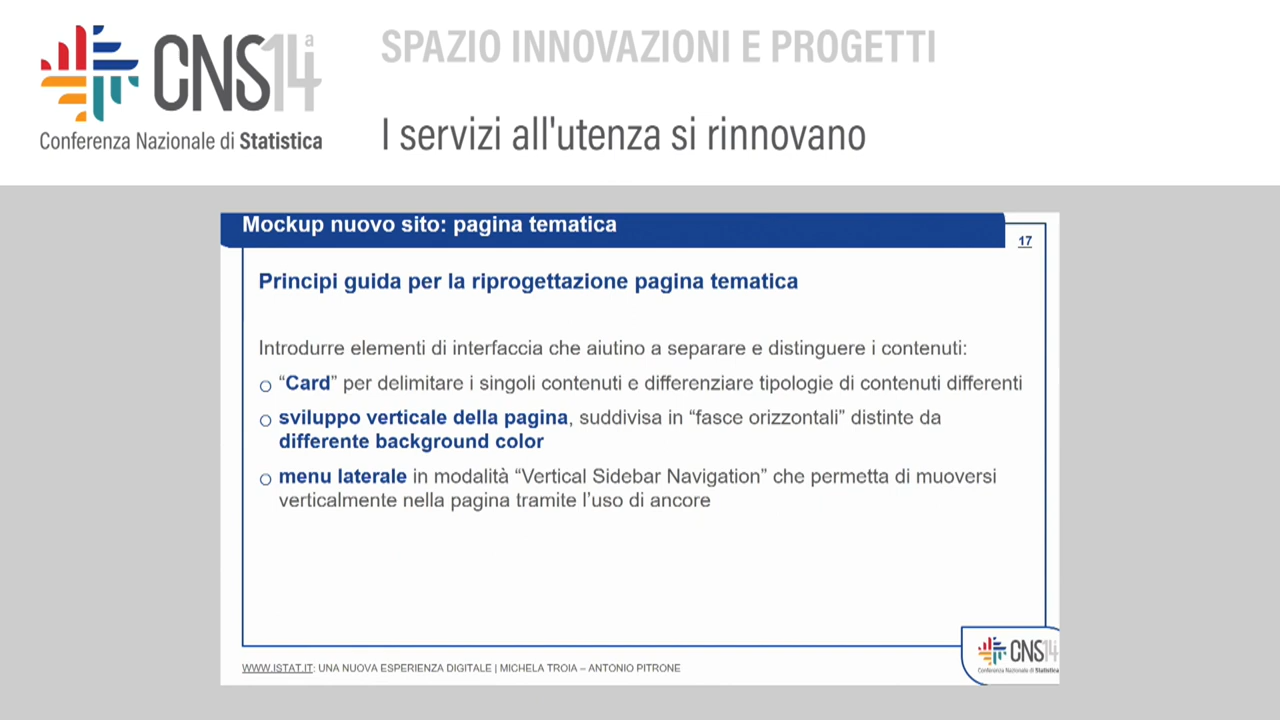 CNS14ª
Conferenza Nazionale di Statistica
SPAZIO INNOVAZIONI E PROGETTI
I servizi all'utenza si rinnovano
Mockup nuovo sito: pagina tematica
17
Principi guida per la riprogettazione pagina tematica
Introdurre elementi di interfaccia che aiutino a separare e distinguere i contenuti:
“Card” per delimitare i singoli contenuti e differenziare tipologie di contenuti differenti
sviluppo verticale della pagina, suddivisa in “fasce orizzontali” distinte da
differente background color
menu laterale in modalità “Vertical Sidebar Navigation” che permetta di muoversi
verticalmente nella pagina tramite l’uso di ancore
WWW.ISTAT.IT: UNA NUOVA ESPERIENZA DIGITALE | MICHELA TROIA – ANTONIO PITRONE
CNS14
Conferenza Nazionale di Statistica